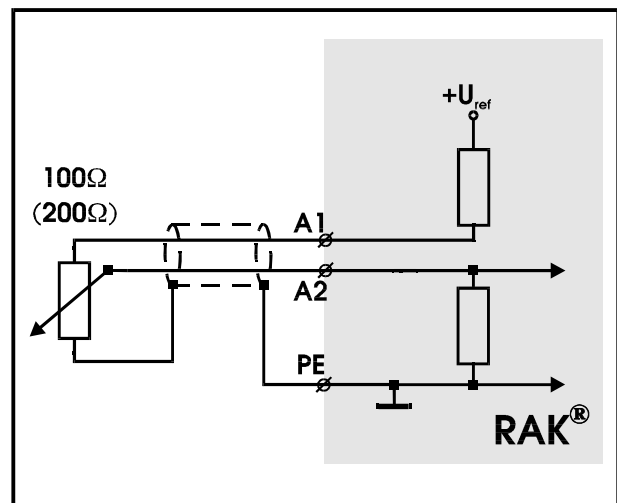 +Uref
100Ω
(200Ω)
A1
A2
PE
RAK®